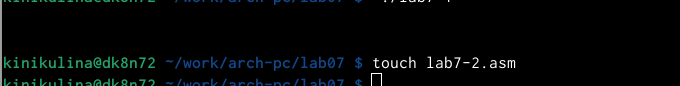 kinikulina@dk8n72 ~/work/arch-pc/lab07 $ touch lab7-2.asm
kinikulina@dk8n72 ~/work/arch-pc/lab07 $